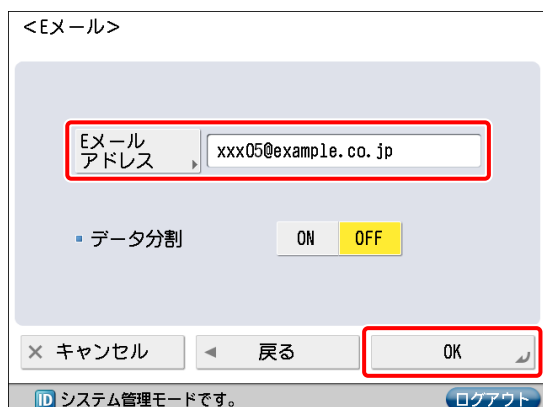 <Eメール>
Eメール
アドレス
xxx05@example.co.jp
データ分割
ON
OFF
× キャンセル
戻る
OK
ID システム管理モードです。
ログアウト